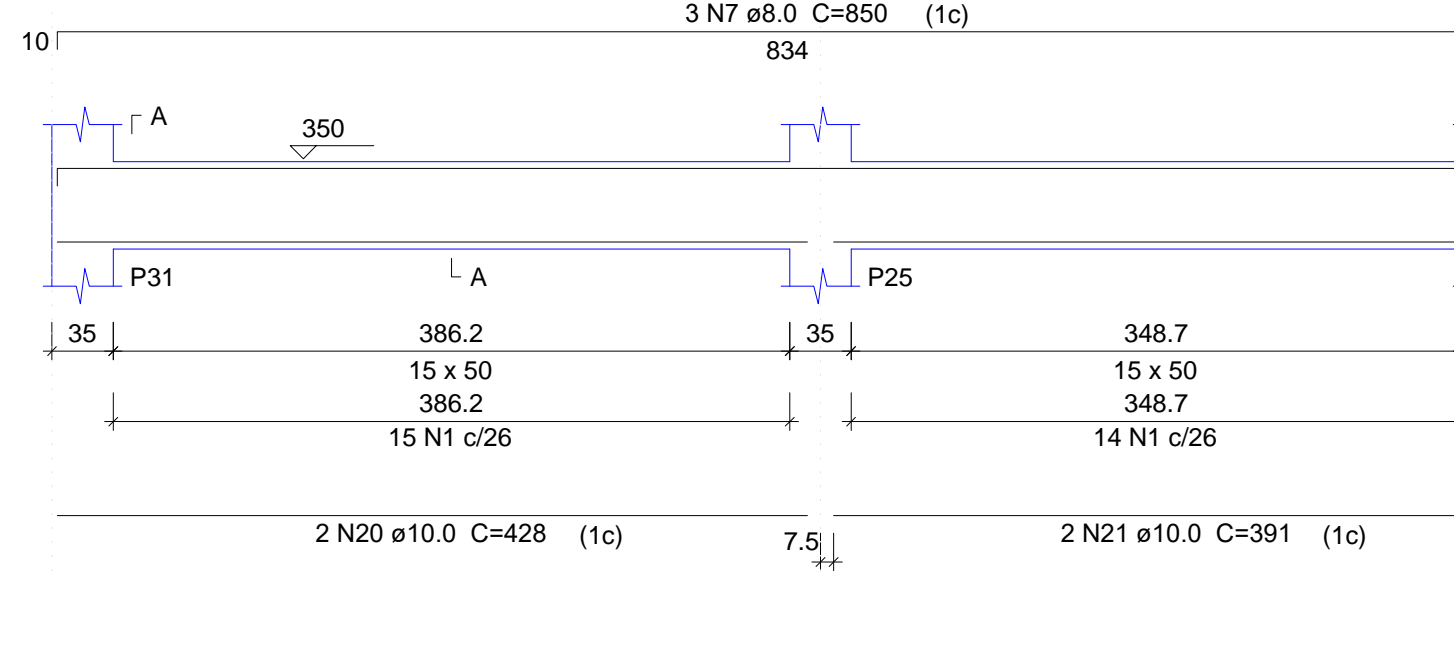 3 N7 ø8.0 C=850 (1c)
10
834
A
350
P31
A
P25
35 386.2 35 348.7
15 x 50 15 x 50
386.2 348.7
15 N1 c/26 14 N1 c/26
2 N20 ø10.0 C=428 (1c) 2 N21 ø10.0 C=391 (1c)
7.5